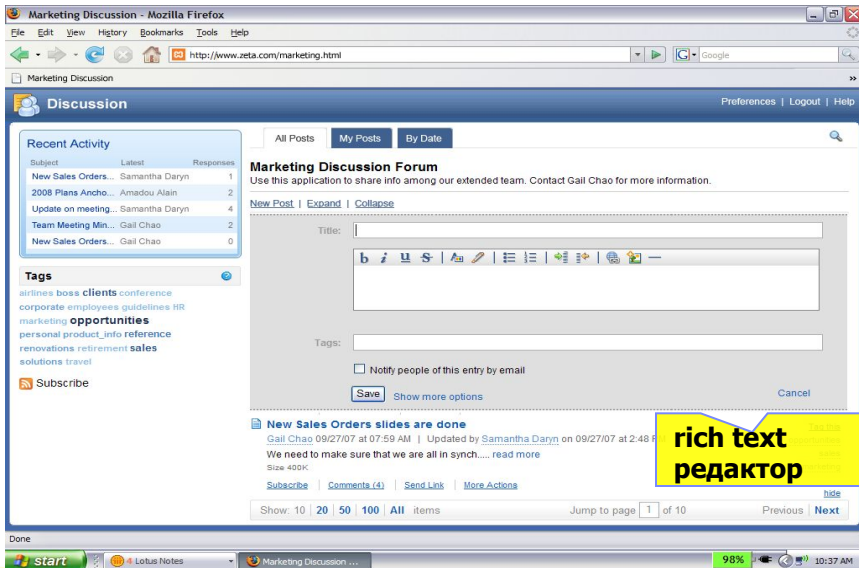 Marketing Discussion - Mozilla Firefox
File Edit View History Bookmarks Tools Help
http://www.zeta.com/marketing.html
G Google
Marketing Discussion
Discussion
Preferences | Logout | Help
Recent Activity
Subject Latest Responses
New Sales Orders... Samantha Daryn 1
2008 Plans Ancho... Amadou Alain 2
Update on meeting... Samantha Daryn 4
Team Meeting Min... Gail Chao 2
New Sales Orders... Gail Chao 0
Tags
airlines boss clients conference
corporate employees guidelines HR
marketing opportunities
personal product_info reference
renovations retirement sales
solutions travel
Subscribe
All Posts My Posts By Date
Marketing Discussion Forum
Use this application to share info among our extended team. Contact Gail Chao for more information.
New Post | Expand | Collapse
Title:
b i u S
Tags:
Notify people of this entry by email
Save Show more options Cancel
New Sales Orders slides are done
Gail Chao 09/27/07 at 07:59 AM | Updated by Samantha Daryn on 09/27/07 at 2:48
We need to make sure that we are all in synch..... read more
Size 400K
Subscribe | Comments (4) | Send Link | More Actions
hide
rich text
редактор
Show: 10 | 20 | 50 | 100 | All items Jump to page 1 of 10 Previous | Next
Done
start 4 Lotus Notes Marketing Discussion ... 98% 10:37 AM